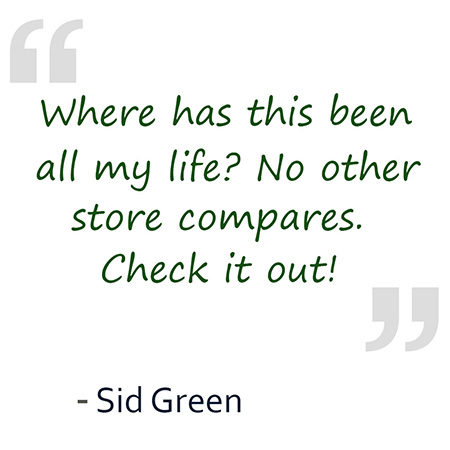 “
Where has this been
all my life? No other
store compares.
Check it out!
”
- Sid Green